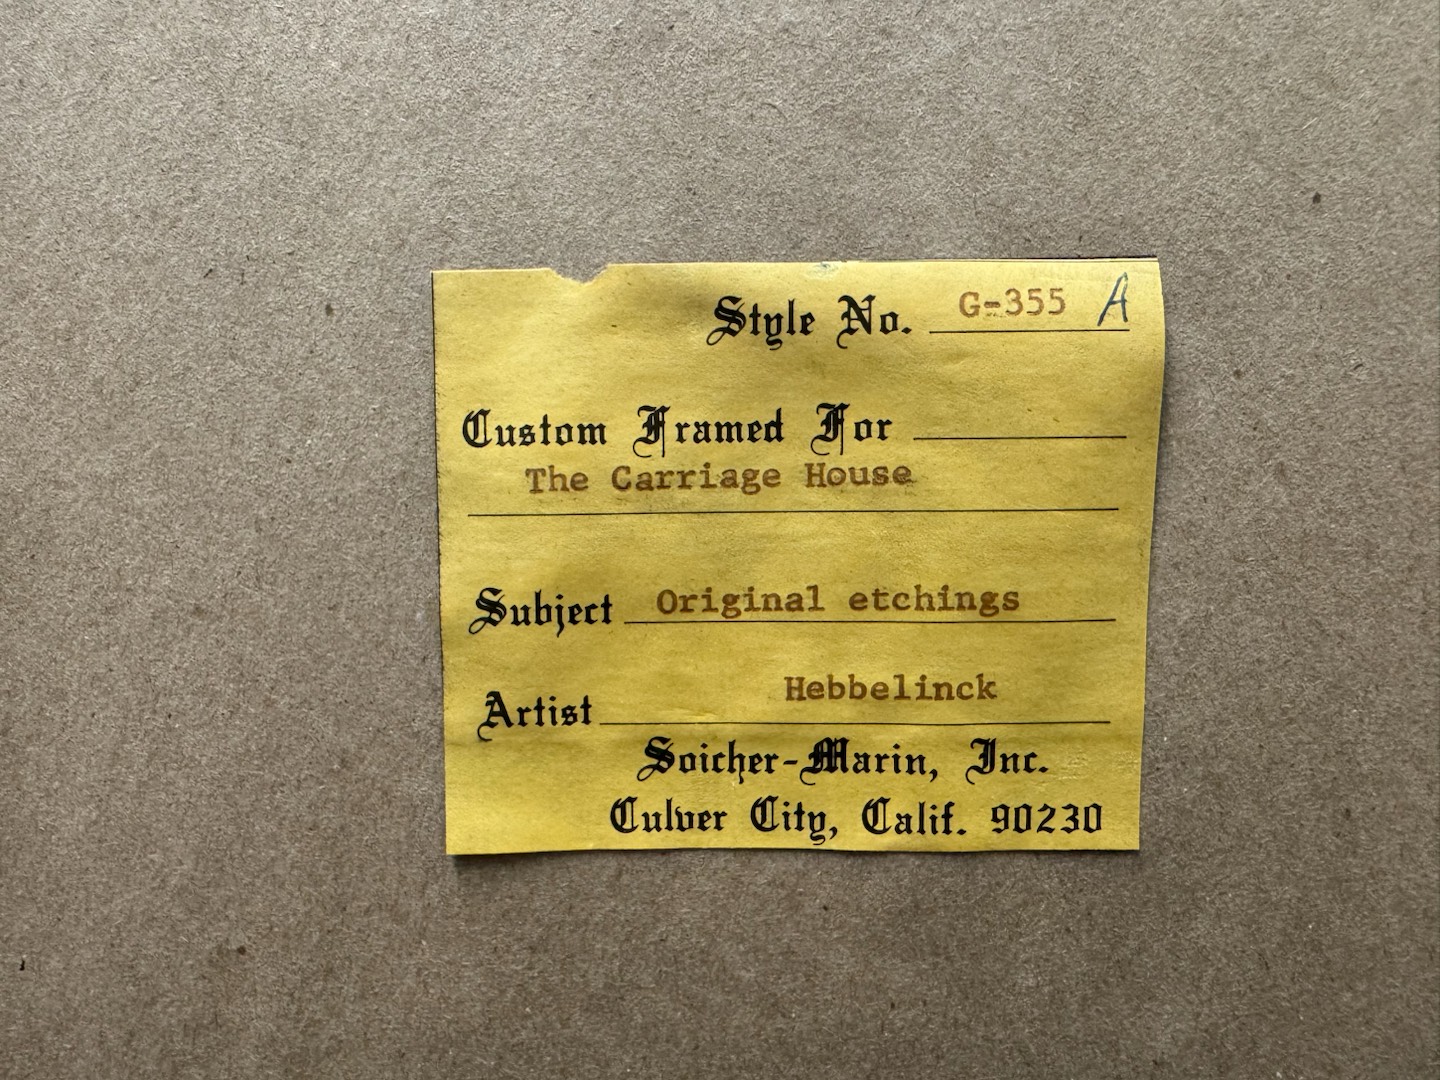 Style No. G-355 A
Custom Framed For
The Carriage House
Subject Original etchings
Artist Hebbelinck
Soicher-Marin, Inc.
Culver City, Calif. 90230